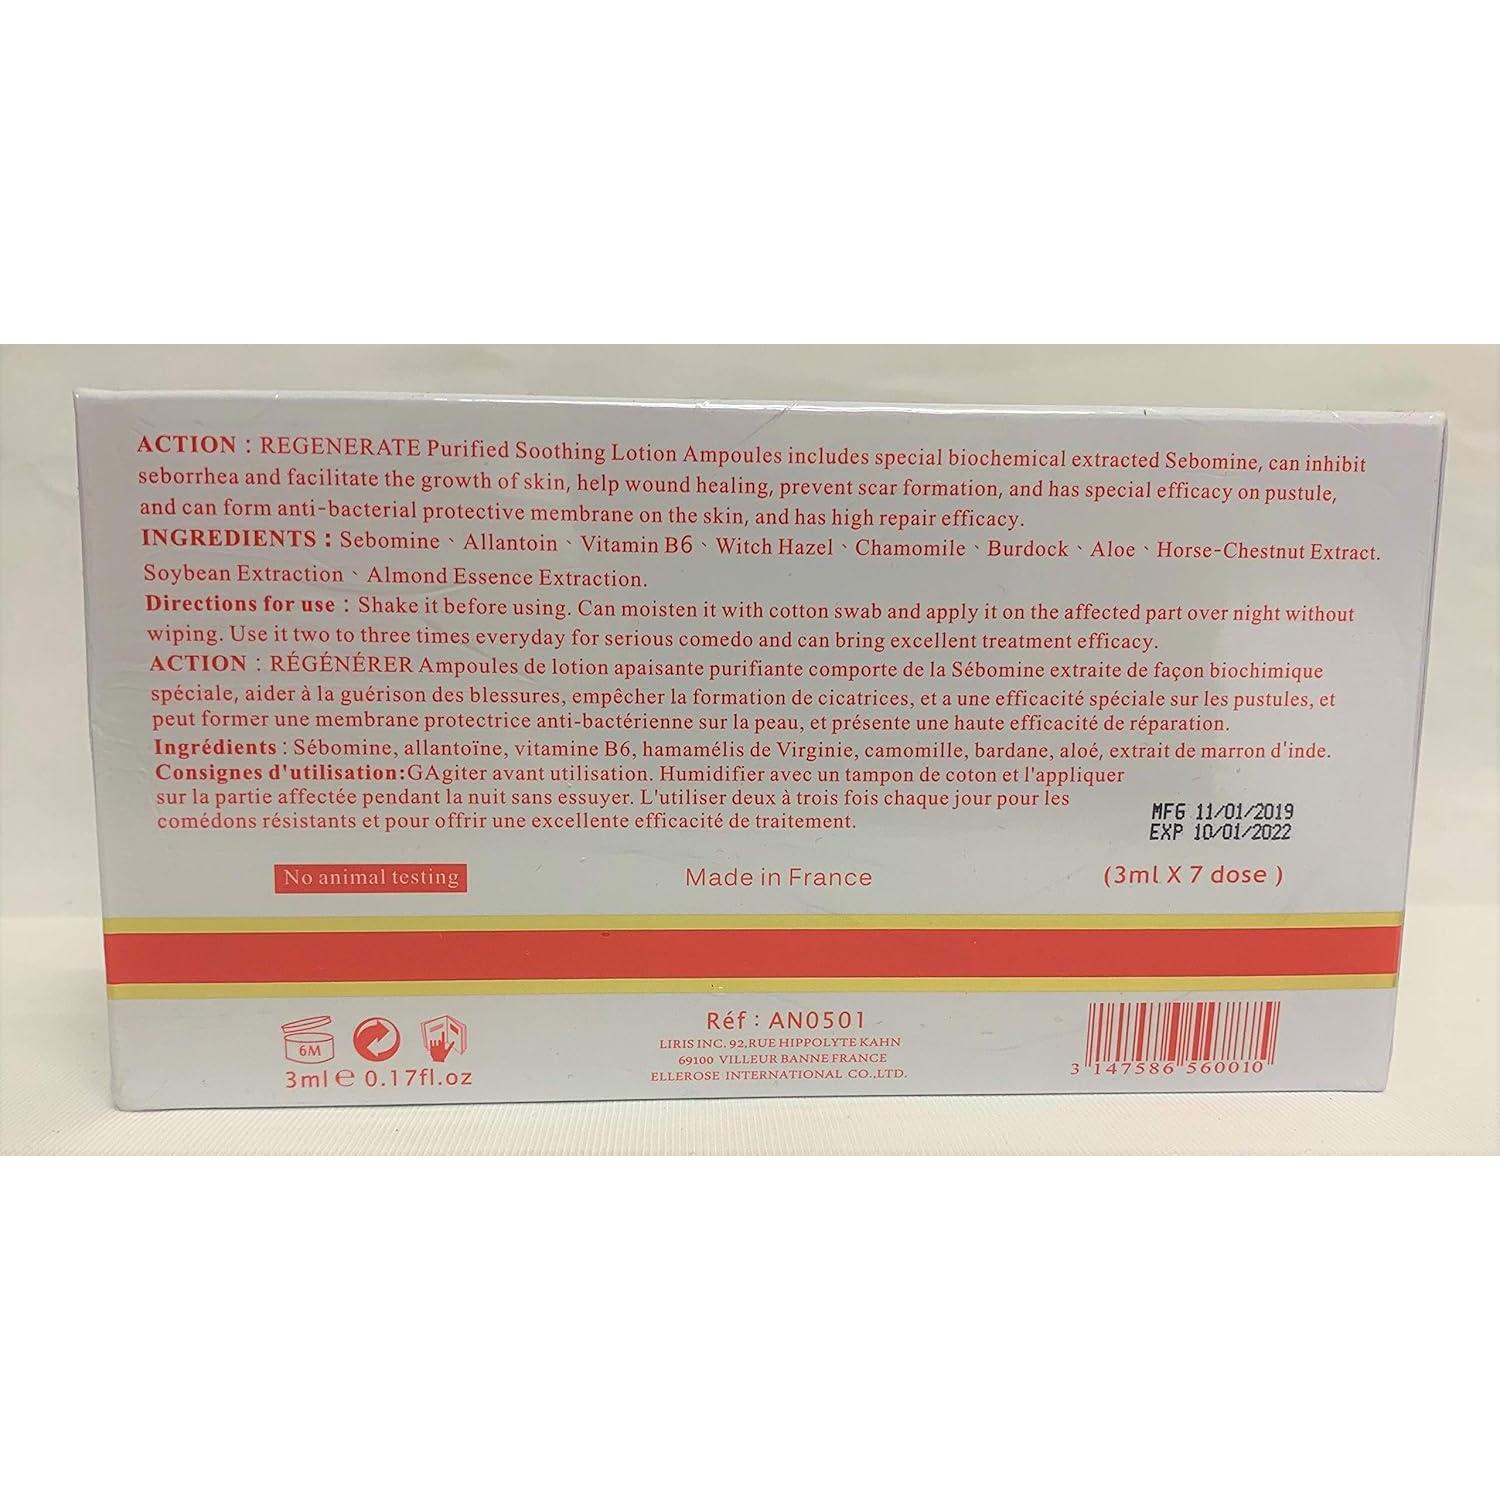 ACTION : REGENERATE Purified Soothing Lotion Ampoules includes special biochemical extracted Sebomine, can inhibit
seborrhea and facilitate the growth of skin, help wound healing, prevent scar formation, and has special efficacy on pustule,
and can form anti-bacterial protective membrane on the skin, and has high repair efficacy.
INGREDIENTS : Sebomine、Allantoin、Vitamin B6、Witch Hazel、Chamomile、Burdock、Aloe、Horse-Chestnut Extract.
Soybean Extraction、Almond Essence Extraction.
Directions for use : Shake it before using. Can moisten it with cotton swab and apply it on the affected part over night without
wiping. Use it two to three times everyday for serious comedo and can bring excellent treatment efficacy.
ACTION : RÉGÉNÉRER Ampoules de lotion apaisante purifiante comporte de la Sébomine extraite de façon biochimique
spéciale, aider à la guérison des blessures, empêcher la formation de cicatrices, et a une efficacité spéciale sur les pustules, et
peut former une membrane protectrice anti-bactérienne sur la peau, et présente une haute efficacité de réparation.
Ingrédients : Sébomine, allantoïne, vitamine B6, hamamélis de Virginie, camomille, bardane, aloé, extrait de marron d'inde.
Consignes d'utilisation:GAgiter avant utilisation. Humidifier avec un tampon de coton et l'appliquer
sur la partie affectée pendant la nuit sans essuyer. L'utiliser deux à trois fois chaque jour pour les
comédons résistants et pour offrir une excellente efficacité de traitement.
MFG 11/01/2019
EXP 10/01/2022
No animal testing
Made in France
(3ml X 7 dose )
6M
3ml ℮ 0.17fl.oz
Réf : AN0501
LIRIS INC. 92,RUE HIPPOLYTE KAHN
69100 VILLEUR BANNE FRANCE
ELLEROSE INTERNATIONAL CO.,LTD.
3 147586 560010